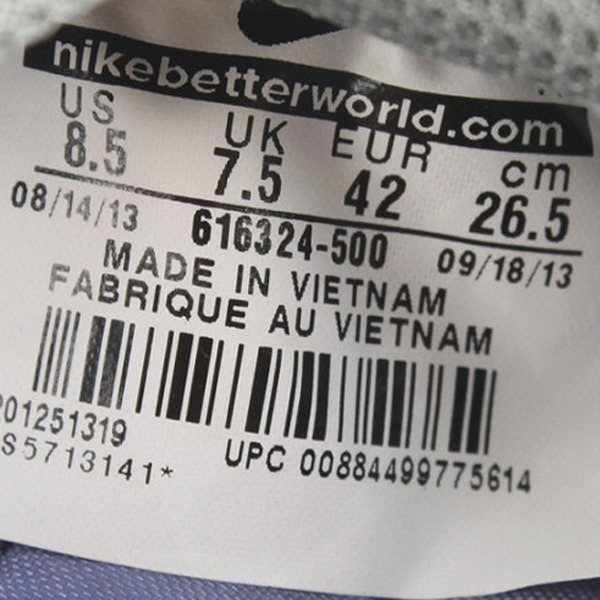 nikebetterworld.com
US UK EUR cm
8.5 7.5 42 26.5
08/14/13 616324-500 09/18/13
MADE IN VIETNAM
FABRIQUE AU VIETNAM
01251319
S5713141*
UPC 00884499775614